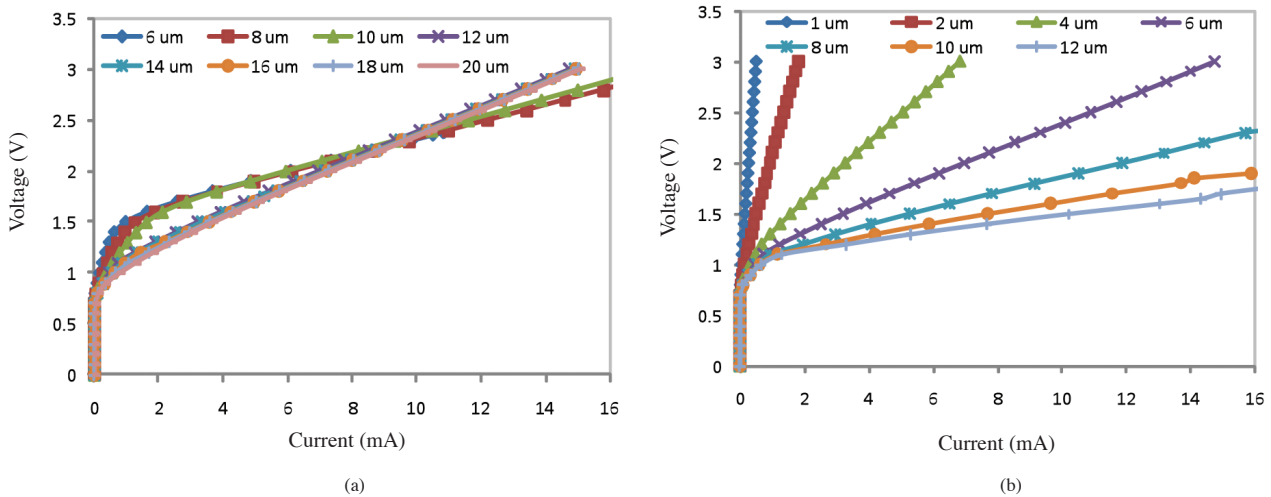 3.5
3
2.5
2
1.5
1
0.5
0
Voltage (V)
6 um 8 um 10 um 12 um
14 um 16 um 18 um 20 um
0 2 4 6 8 10 12 14 16
Current (mA)
(a)
3.5
3
2.5
2
1.5
1
0.5
0
Voltage (V)
1 um 2 um 4 um 6 um
8 um 10 um 12 um
0 2 4 6 8 10 12 14 16
Current (mA)
(b)